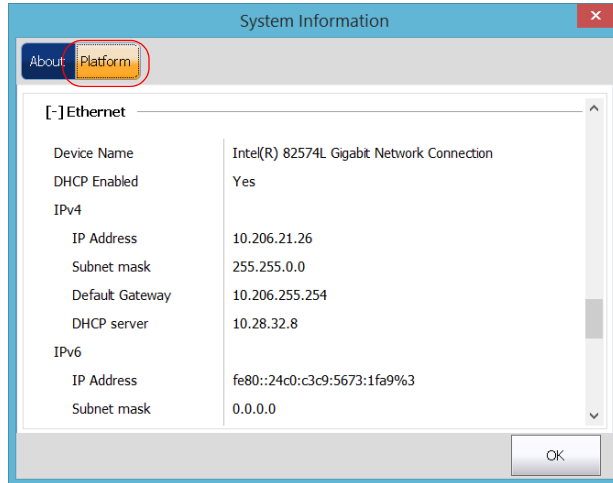 System Information
About Platform
[-] Ethernet
Device Name Intel(R) 82574L Gigabit Network Connection
DHCP Enabled Yes
IPv4
IP Address 10.206.21.26
Subnet mask 255.255.0.0
Default Gateway 10.206.255.254
DHCP server 10.28.32.8
IPv6
IP Address fe80::24c0:c3c9:5673:1fa9%3
Subnet mask 0.0.0.0
OK